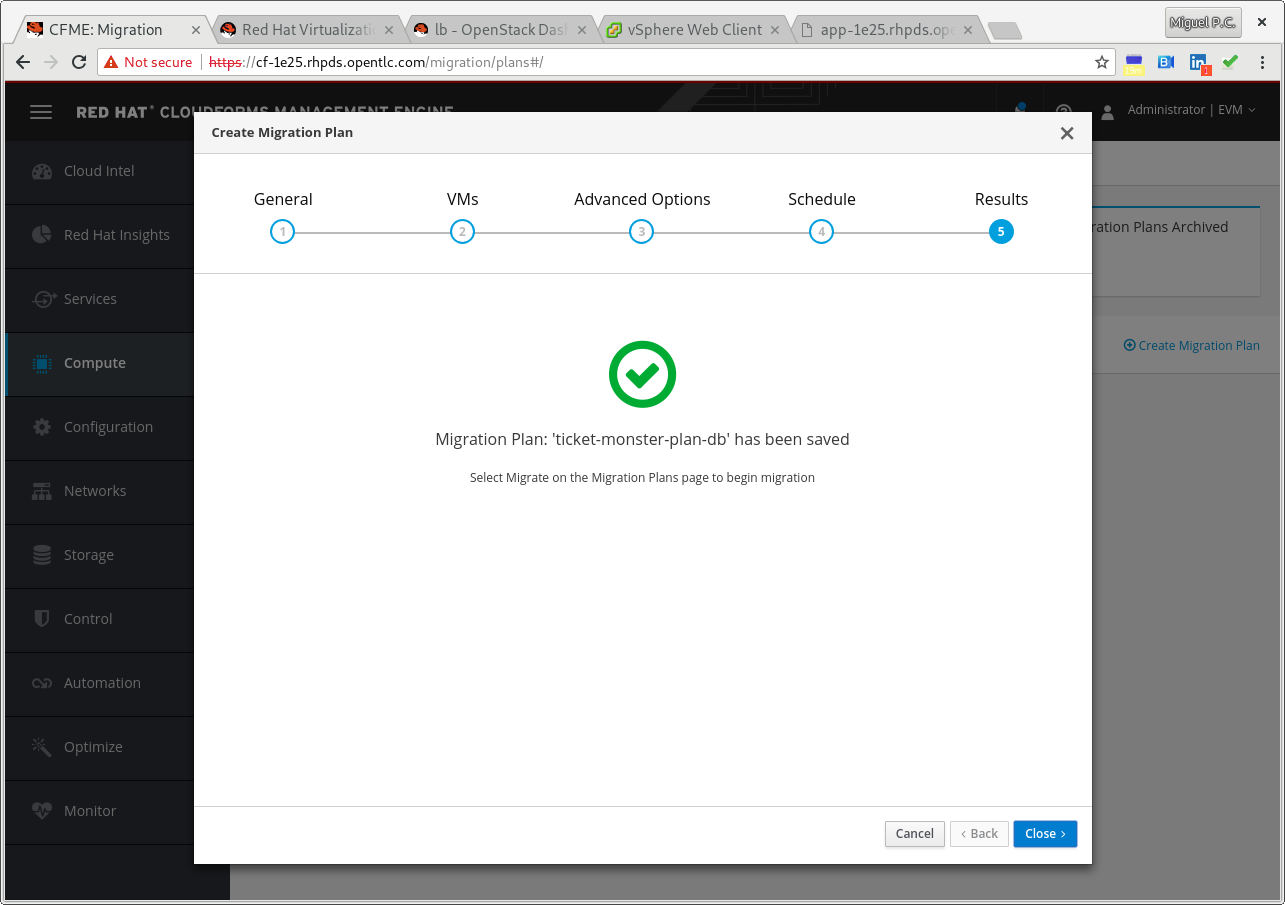 CFME: Migration
Red Hat Virtualizati
lb - OpenStack Das
vSphere Web Client
app-1e25.rhpds.ope
Miguel P.C.
Not secure https://cf-1e25.rhpds.opentlc.com/migration/plans#/
RED HAT CLOUDFORMS MANAGEMENT ENGINE
Administrator | EVM
Cloud Intel
Red Hat Insights
Services
Compute
Configuration
Networks
Storage
Control
Automation
Optimize
Monitor
ration Plans Archived
Create Migration Plan
Create Migration Plan
General VMs Advanced Options Schedule Results
1 2 3 4 5
Migration Plan: 'ticket-monster-plan-db' has been saved
Select Migrate on the Migration Plans page to begin migration
Cancel ‹ Back Close ›